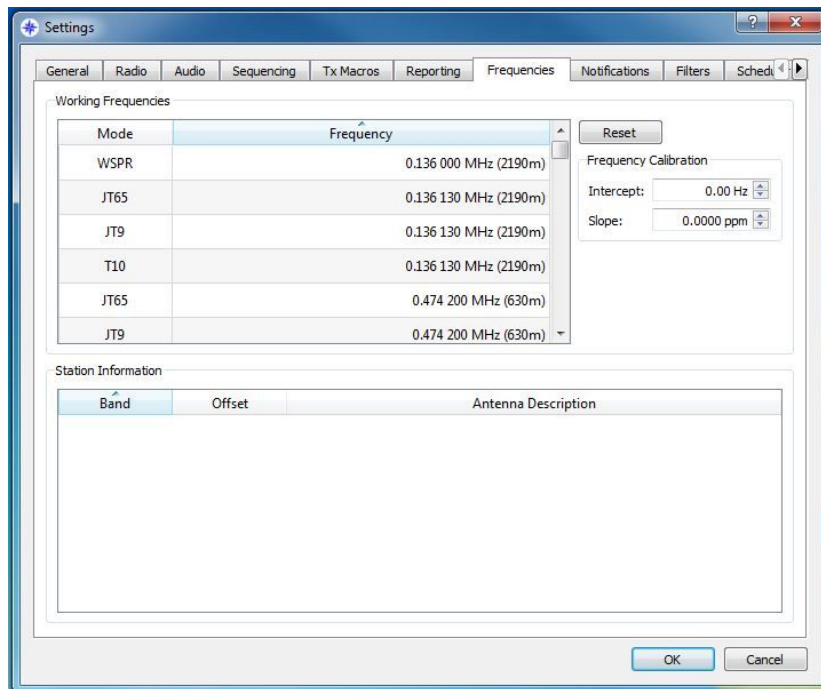 Settings
General Radio Audio Sequencing Tx Macros Reporting Frequencies Notifications Filters
Working Frequencies
Mode Frequency
WSPR 0.136 000 MHz (2190m)
JT65 0.136 130 MHz (2190m)
JT9 0.136 130 MHz (2190m)
T10 0.136 130 MHz (2190m)
JT65 0.474 200 MHz (630m)
JT9 0.474 200 MHz (630m)
Reset
Frequency Calibration
Intercept: 0.00 Hz
Slope: 0.0000 ppm
Station Information
Band Offset Antenna Description
OK Cancel